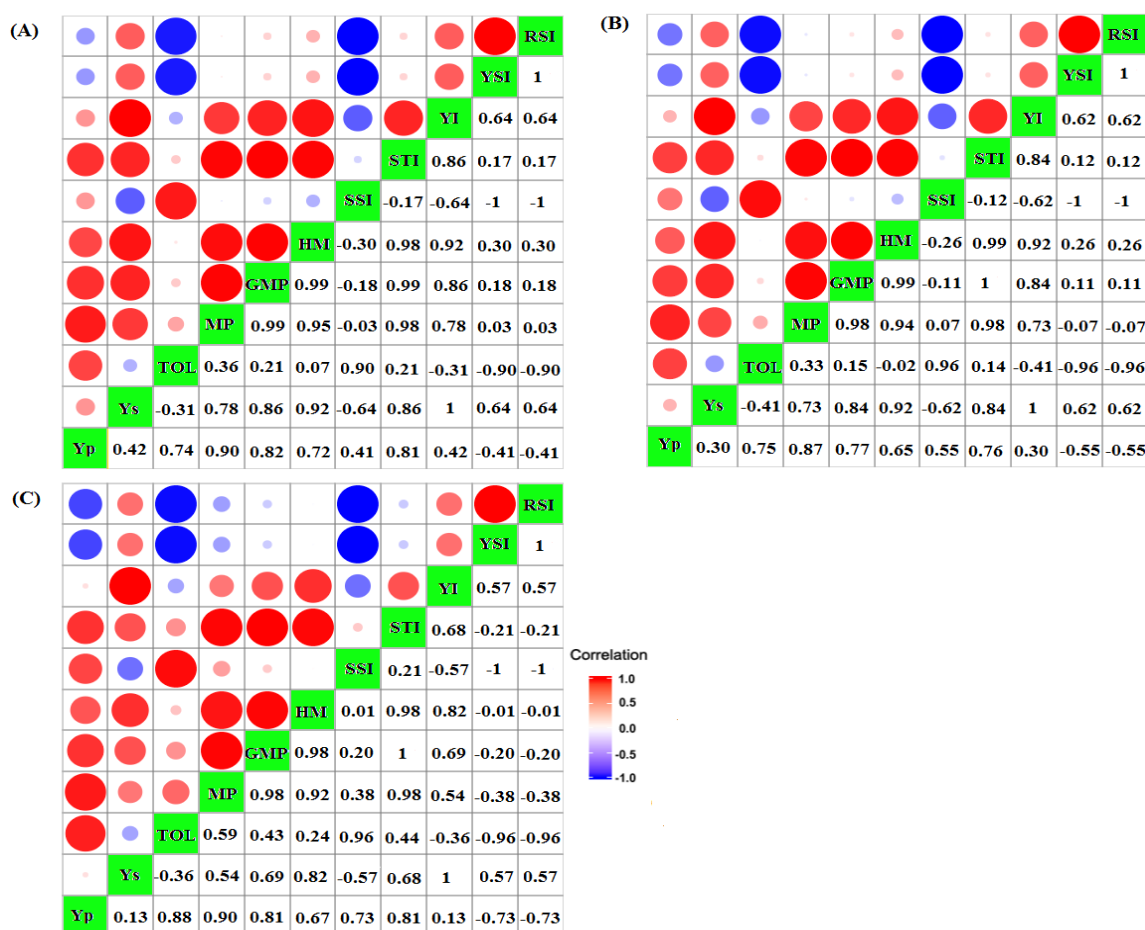 (A)
RSI
YSI 1
YI 0.64 0.64
STI 0.86 0.17 0.17
SSI -0.17 -0.64 -1 -1
HM -0.30 0.98 0.92 0.30 0.30
GMP 0.99 -0.18 0.99 0.86 0.18 0.18
MP 0.99 0.95 -0.03 0.98 0.78 0.03 0.03
TOL 0.36 0.21 0.07 0.90 0.21 -0.31 -0.90 -0.90
Ys -0.31 0.78 0.86 0.92 -0.64 0.86 1 0.64 0.64
Yp 0.42 0.74 0.90 0.82 0.72 0.41 0.81 0.42 -0.41 -0.41
(B)
RSI
YSI 1
YI 0.62 0.62
STI 0.84 0.12 0.12
SSI -0.12 -0.62 -1 -1
HM -0.26 0.99 0.92 0.26 0.26
GMP 0.99 -0.11 1 0.84 0.11 0.11
MP 0.98 0.94 0.07 0.98 0.73 -0.07 -0.07
TOL 0.33 0.15 -0.02 0.96 0.14 -0.41 -0.96 -0.96
Ys -0.41 0.73 0.84 0.92 -0.62 0.84 1 0.62 0.62
Yp 0.30 0.75 0.87 0.77 0.65 0.55 0.76 0.30 -0.55 -0.55
(C)
RSI
YSI 1
YI 0.57 0.57
STI 0.68 -0.21 -0.21
SSI 0.21 -0.57 -1 -1
HM 0.01 0.98 0.82 -0.01 -0.01
GMP 0.98 0.20 1 0.69 -0.20 -0.20
MP 0.98 0.92 0.38 0.98 0.54 -0.38 -0.38
TOL 0.59 0.43 0.24 0.96 0.44 -0.36 -0.96 -0.96
Ys -0.36 0.54 0.69 0.82 -0.57 0.68 1 0.57 0.57
Yp 0.13 0.88 0.90 0.81 0.67 0.73 0.81 0.13 -0.73 -0.73
Correlation
1.0
0.5
0.0
-0.5
-1.0